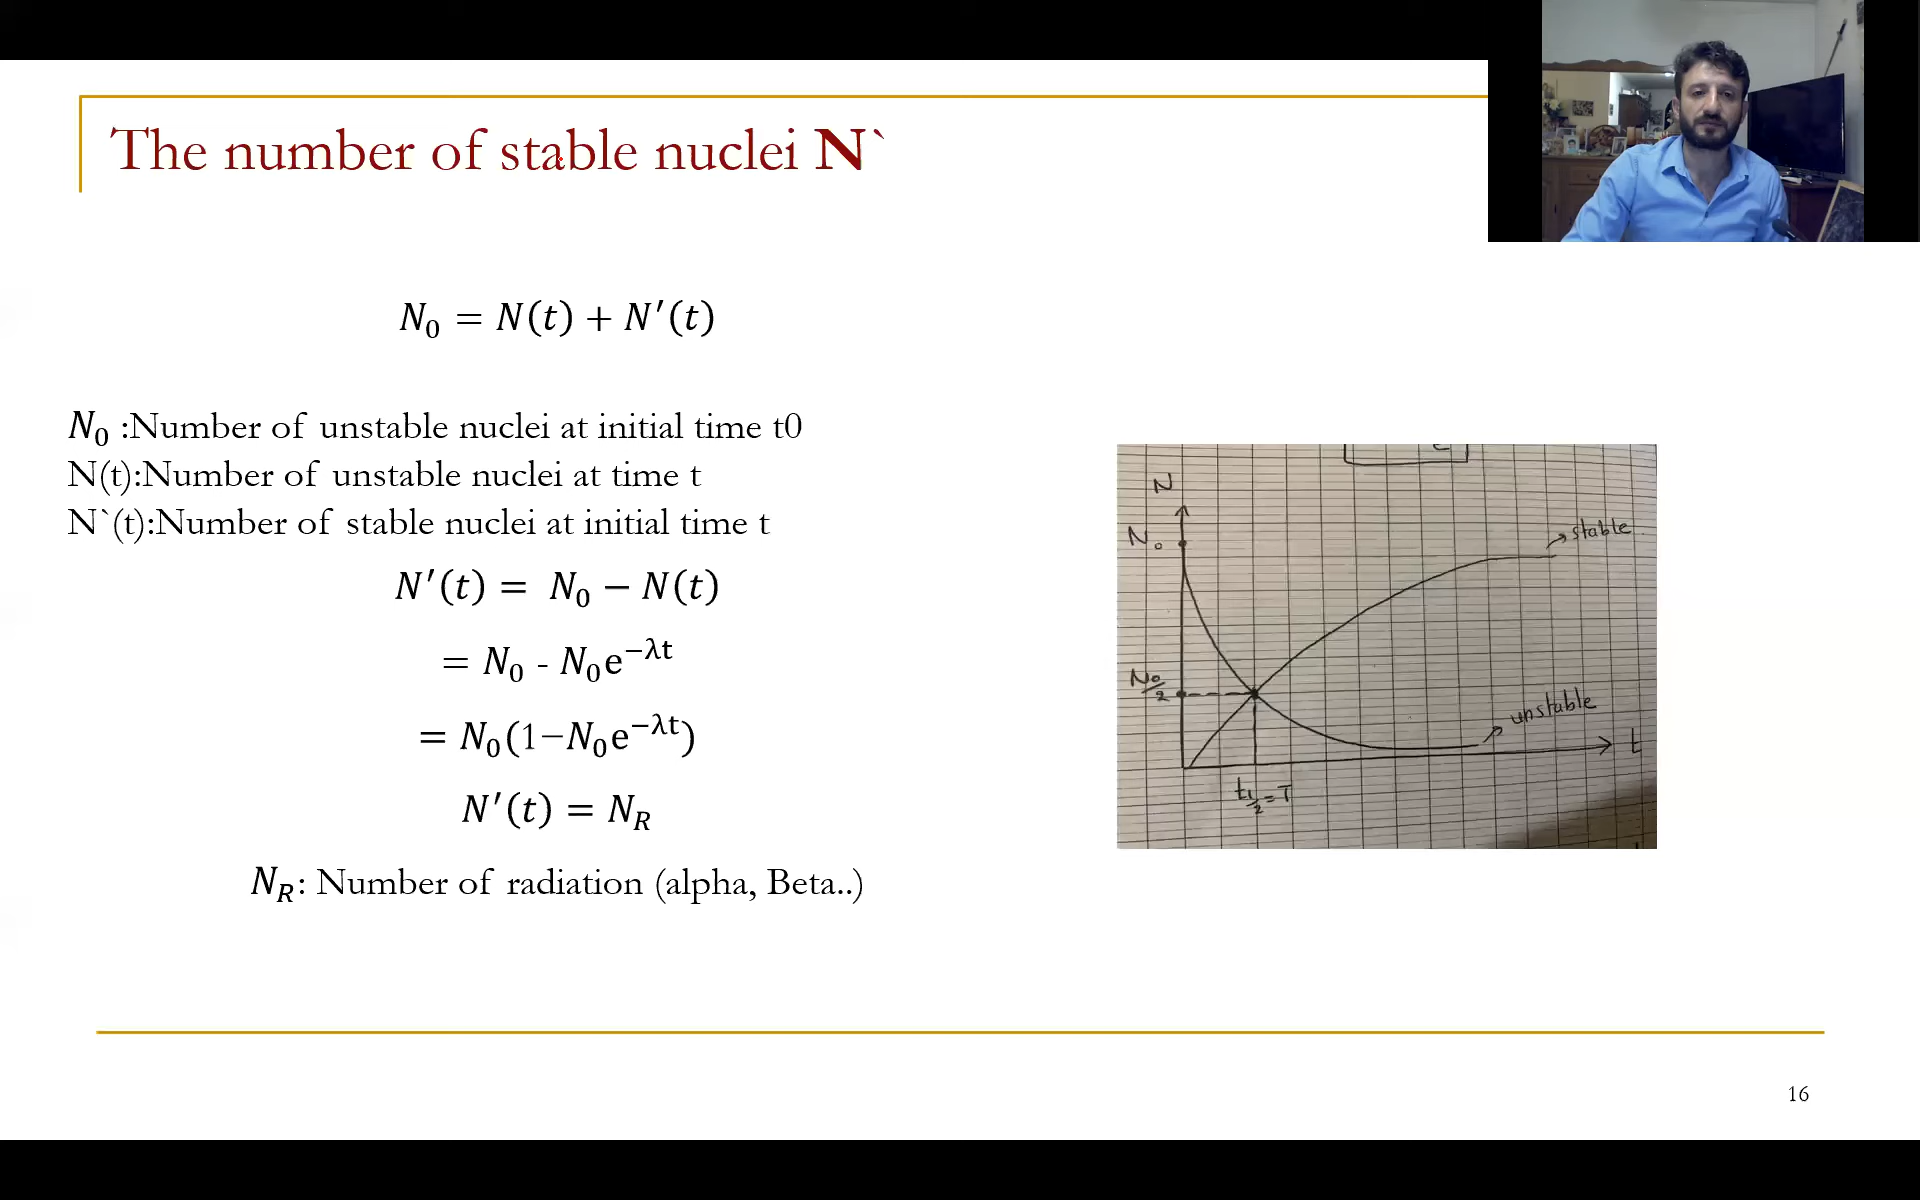 The number of stable nuclei N`
N₀ = N(t) + N′(t)
N₀ :Number of unstable nuclei at initial time t0
N(t):Number of unstable nuclei at time t
N`(t):Number of stable nuclei at initial time t
N′(t) = N₀ − N(t)
= N₀ - N₀e^−λt
= N₀(1−N₀e^−λt)
N′(t) = N_R
N_R: Number of radiation (alpha, Beta..)
N
N₀
stable
N₀/2
unstable
t
t½ = T
16